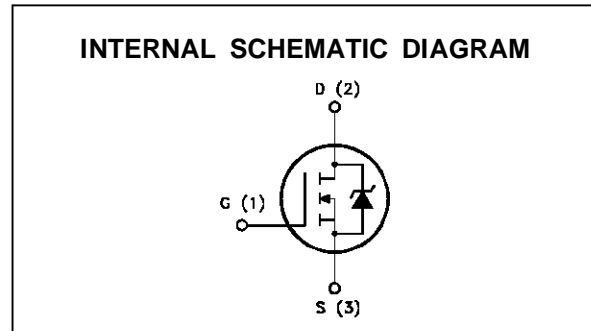 INTERNAL SCHEMATIC DIAGRAM
D (2)
G (1)
S (3)